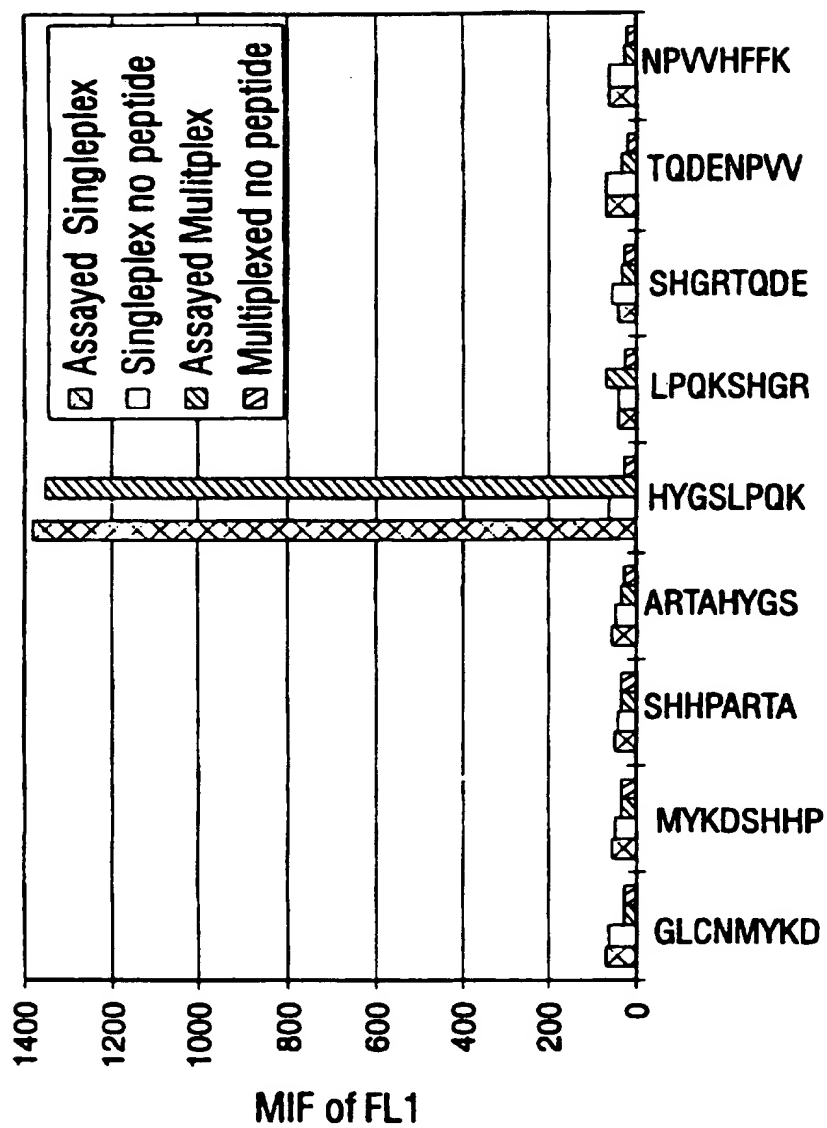 Assayed Singleplex
Singleplex no peptide
Assayed Mulitplex
Multiplexed no peptide
MIF of FL1
1400
1200
1000
800
600
400
200
0
GLCNMYKD
MYKDSHHP
SHHPARTA
ARTAHYGS
HYGSLPQK
LPQKSHGR
SHGRTQDE
TQDENPVV
NPVVHFFK